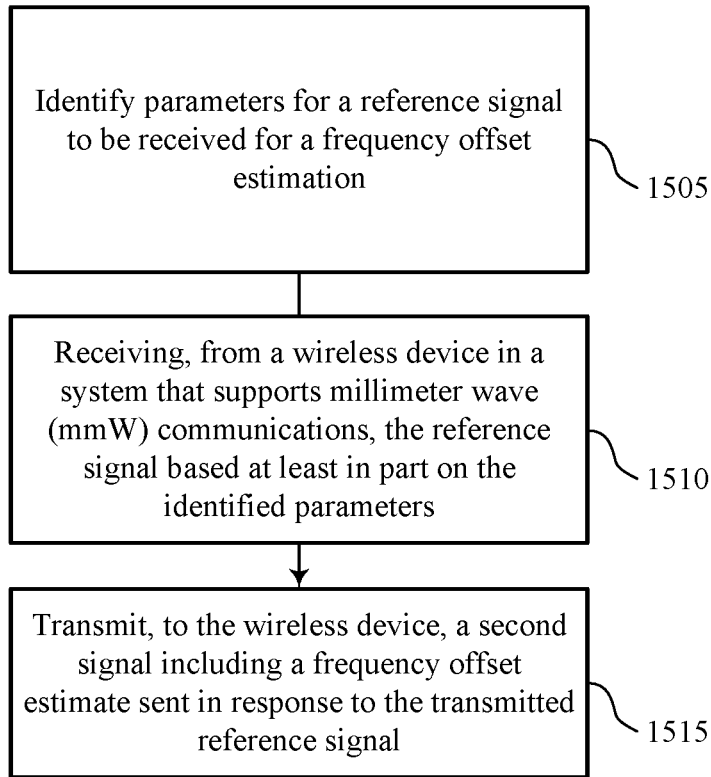 Identify parameters for a reference signal
to be received for a frequency offset
estimation
1505
Receiving, from a wireless device in a
system that supports millimeter wave
(mmW) communications, the reference
signal based at least in part on the
identified parameters
1510
Transmit, to the wireless device, a second
signal including a frequency offset
estimate sent in response to the transmitted
reference signal
1515